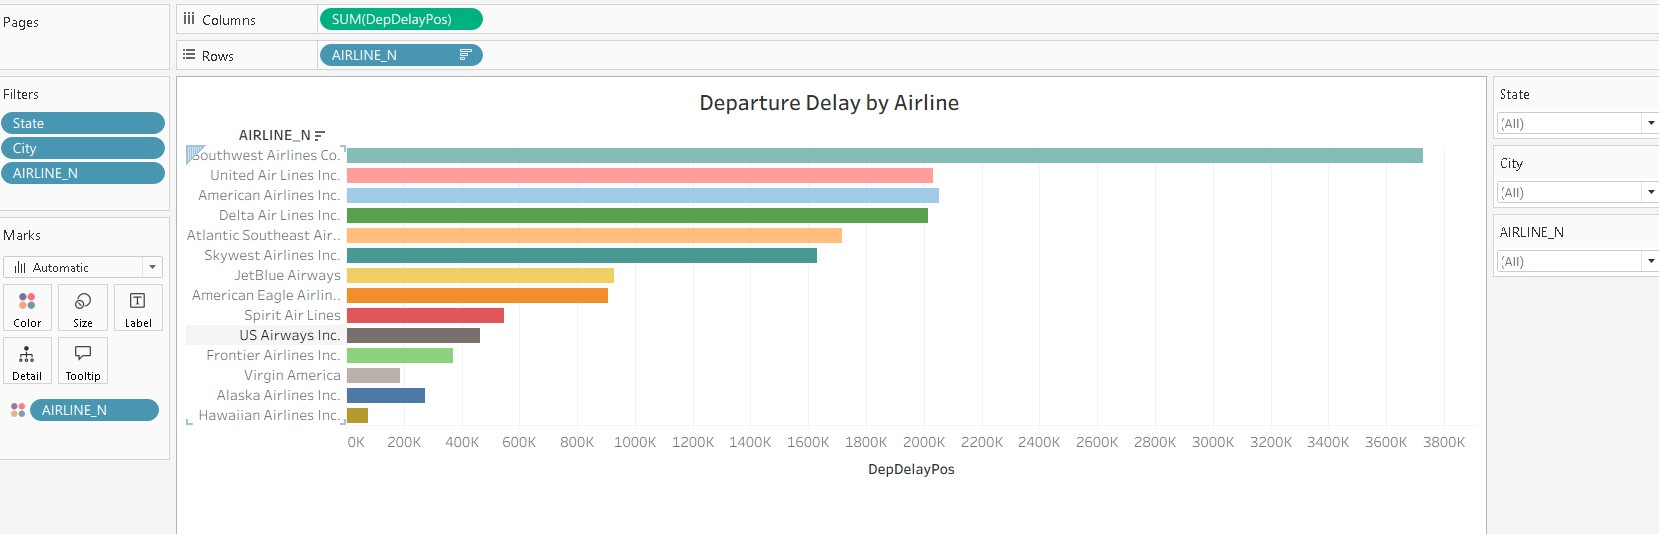 Pages
Columns
SUM(DepDelayPos)
Rows
AIRLINE_N
Filters
State
City
AIRLINE_N
Marks
Automatic
Color
Size
Label
Detail
Tooltip
AIRLINE_N
Departure Delay by Airline
AIRLINE_N
Southwest Airlines Co.
United Air Lines Inc.
American Airlines Inc.
Delta Air Lines Inc.
Atlantic Southeast Air..
Skywest Airlines Inc.
JetBlue Airways
American Eagle Airlin..
Spirit Air Lines
US Airways Inc.
Frontier Airlines Inc.
Virgin America
Alaska Airlines Inc.
Hawaiian Airlines Inc.
0K 200K 400K 600K 800K 1000K 1200K 1400K 1600K 1800K 2000K 2200K 2400K 2600K 2800K 3000K 3200K 3400K 3600K 3800K
DepDelayPos
State
(All)
City
(All)
AIRLINE_N
(All)